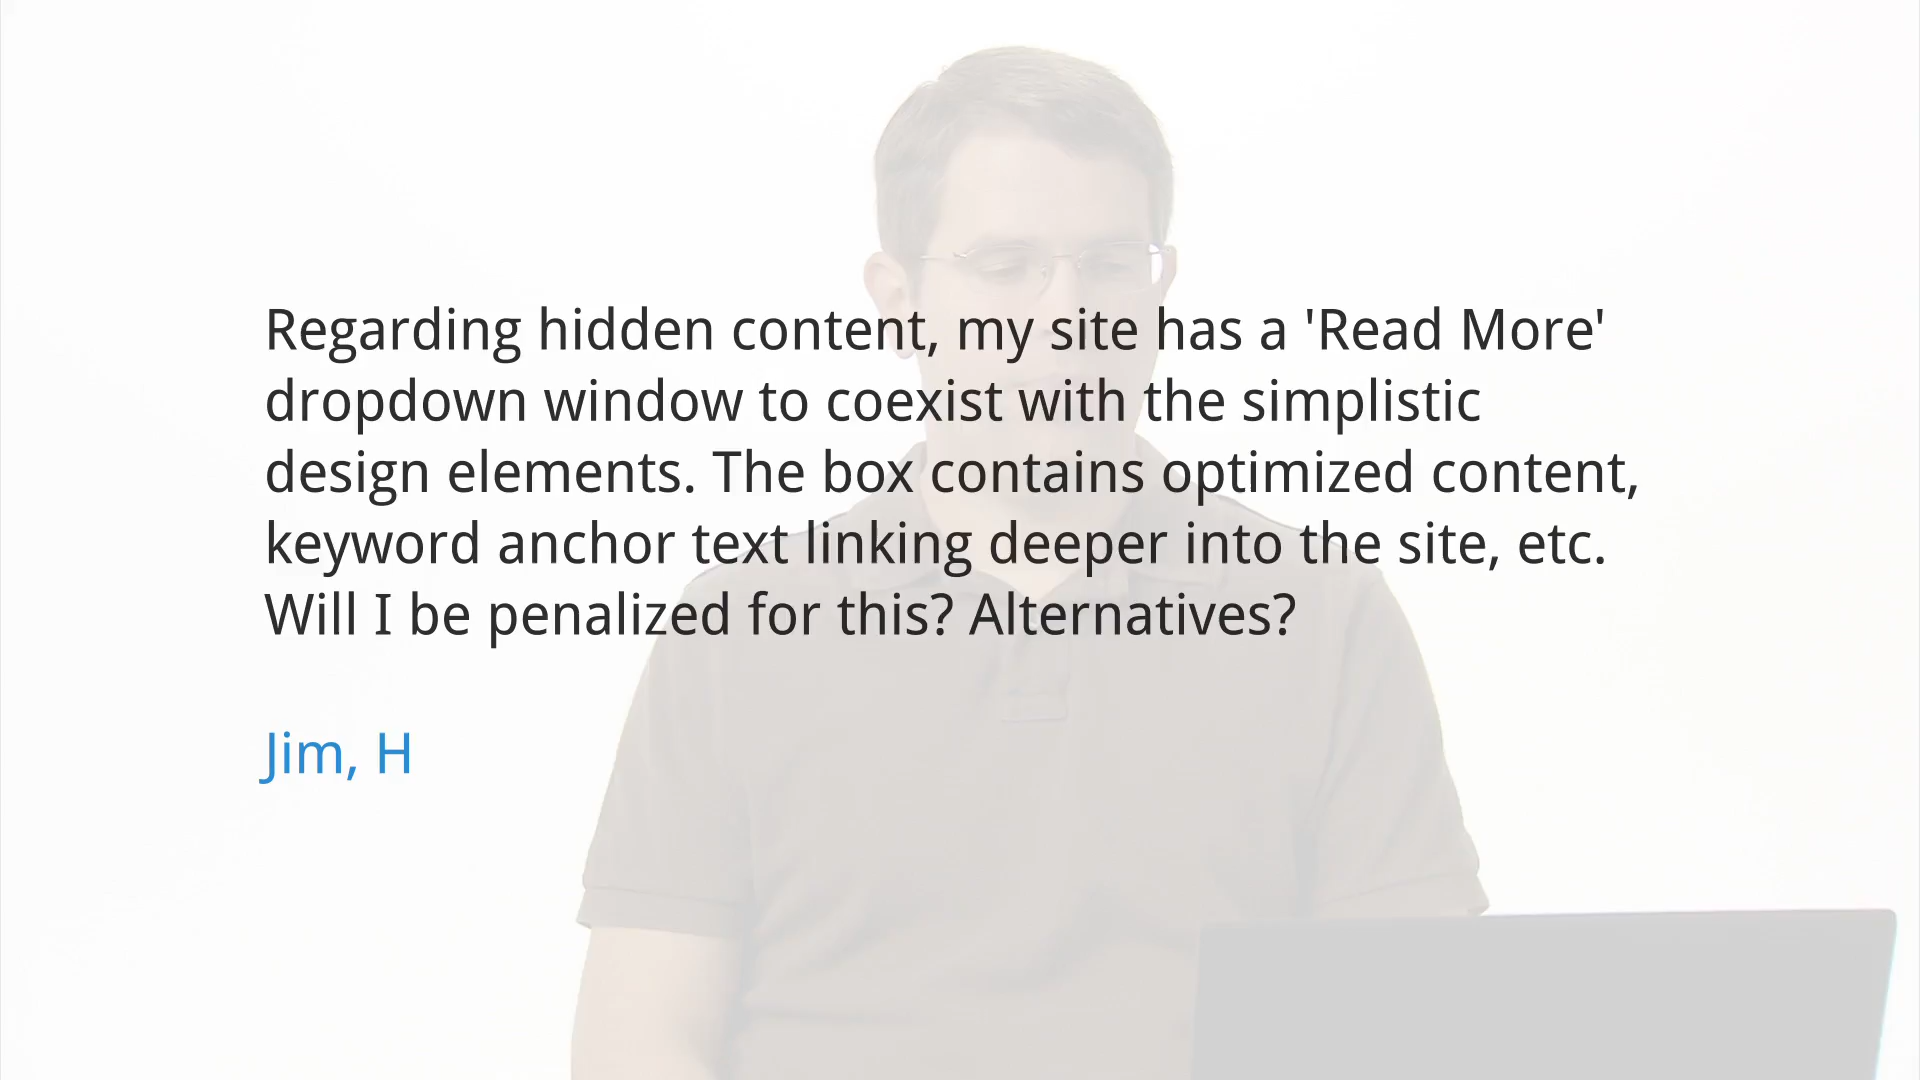 Regarding hidden content, my site has a 'Read More'
dropdown window to coexist with the simplistic
design elements. The box contains optimized content,
keyword anchor text linking deeper into the site, etc.
Will I be penalized for this? Alternatives?
Jim, H